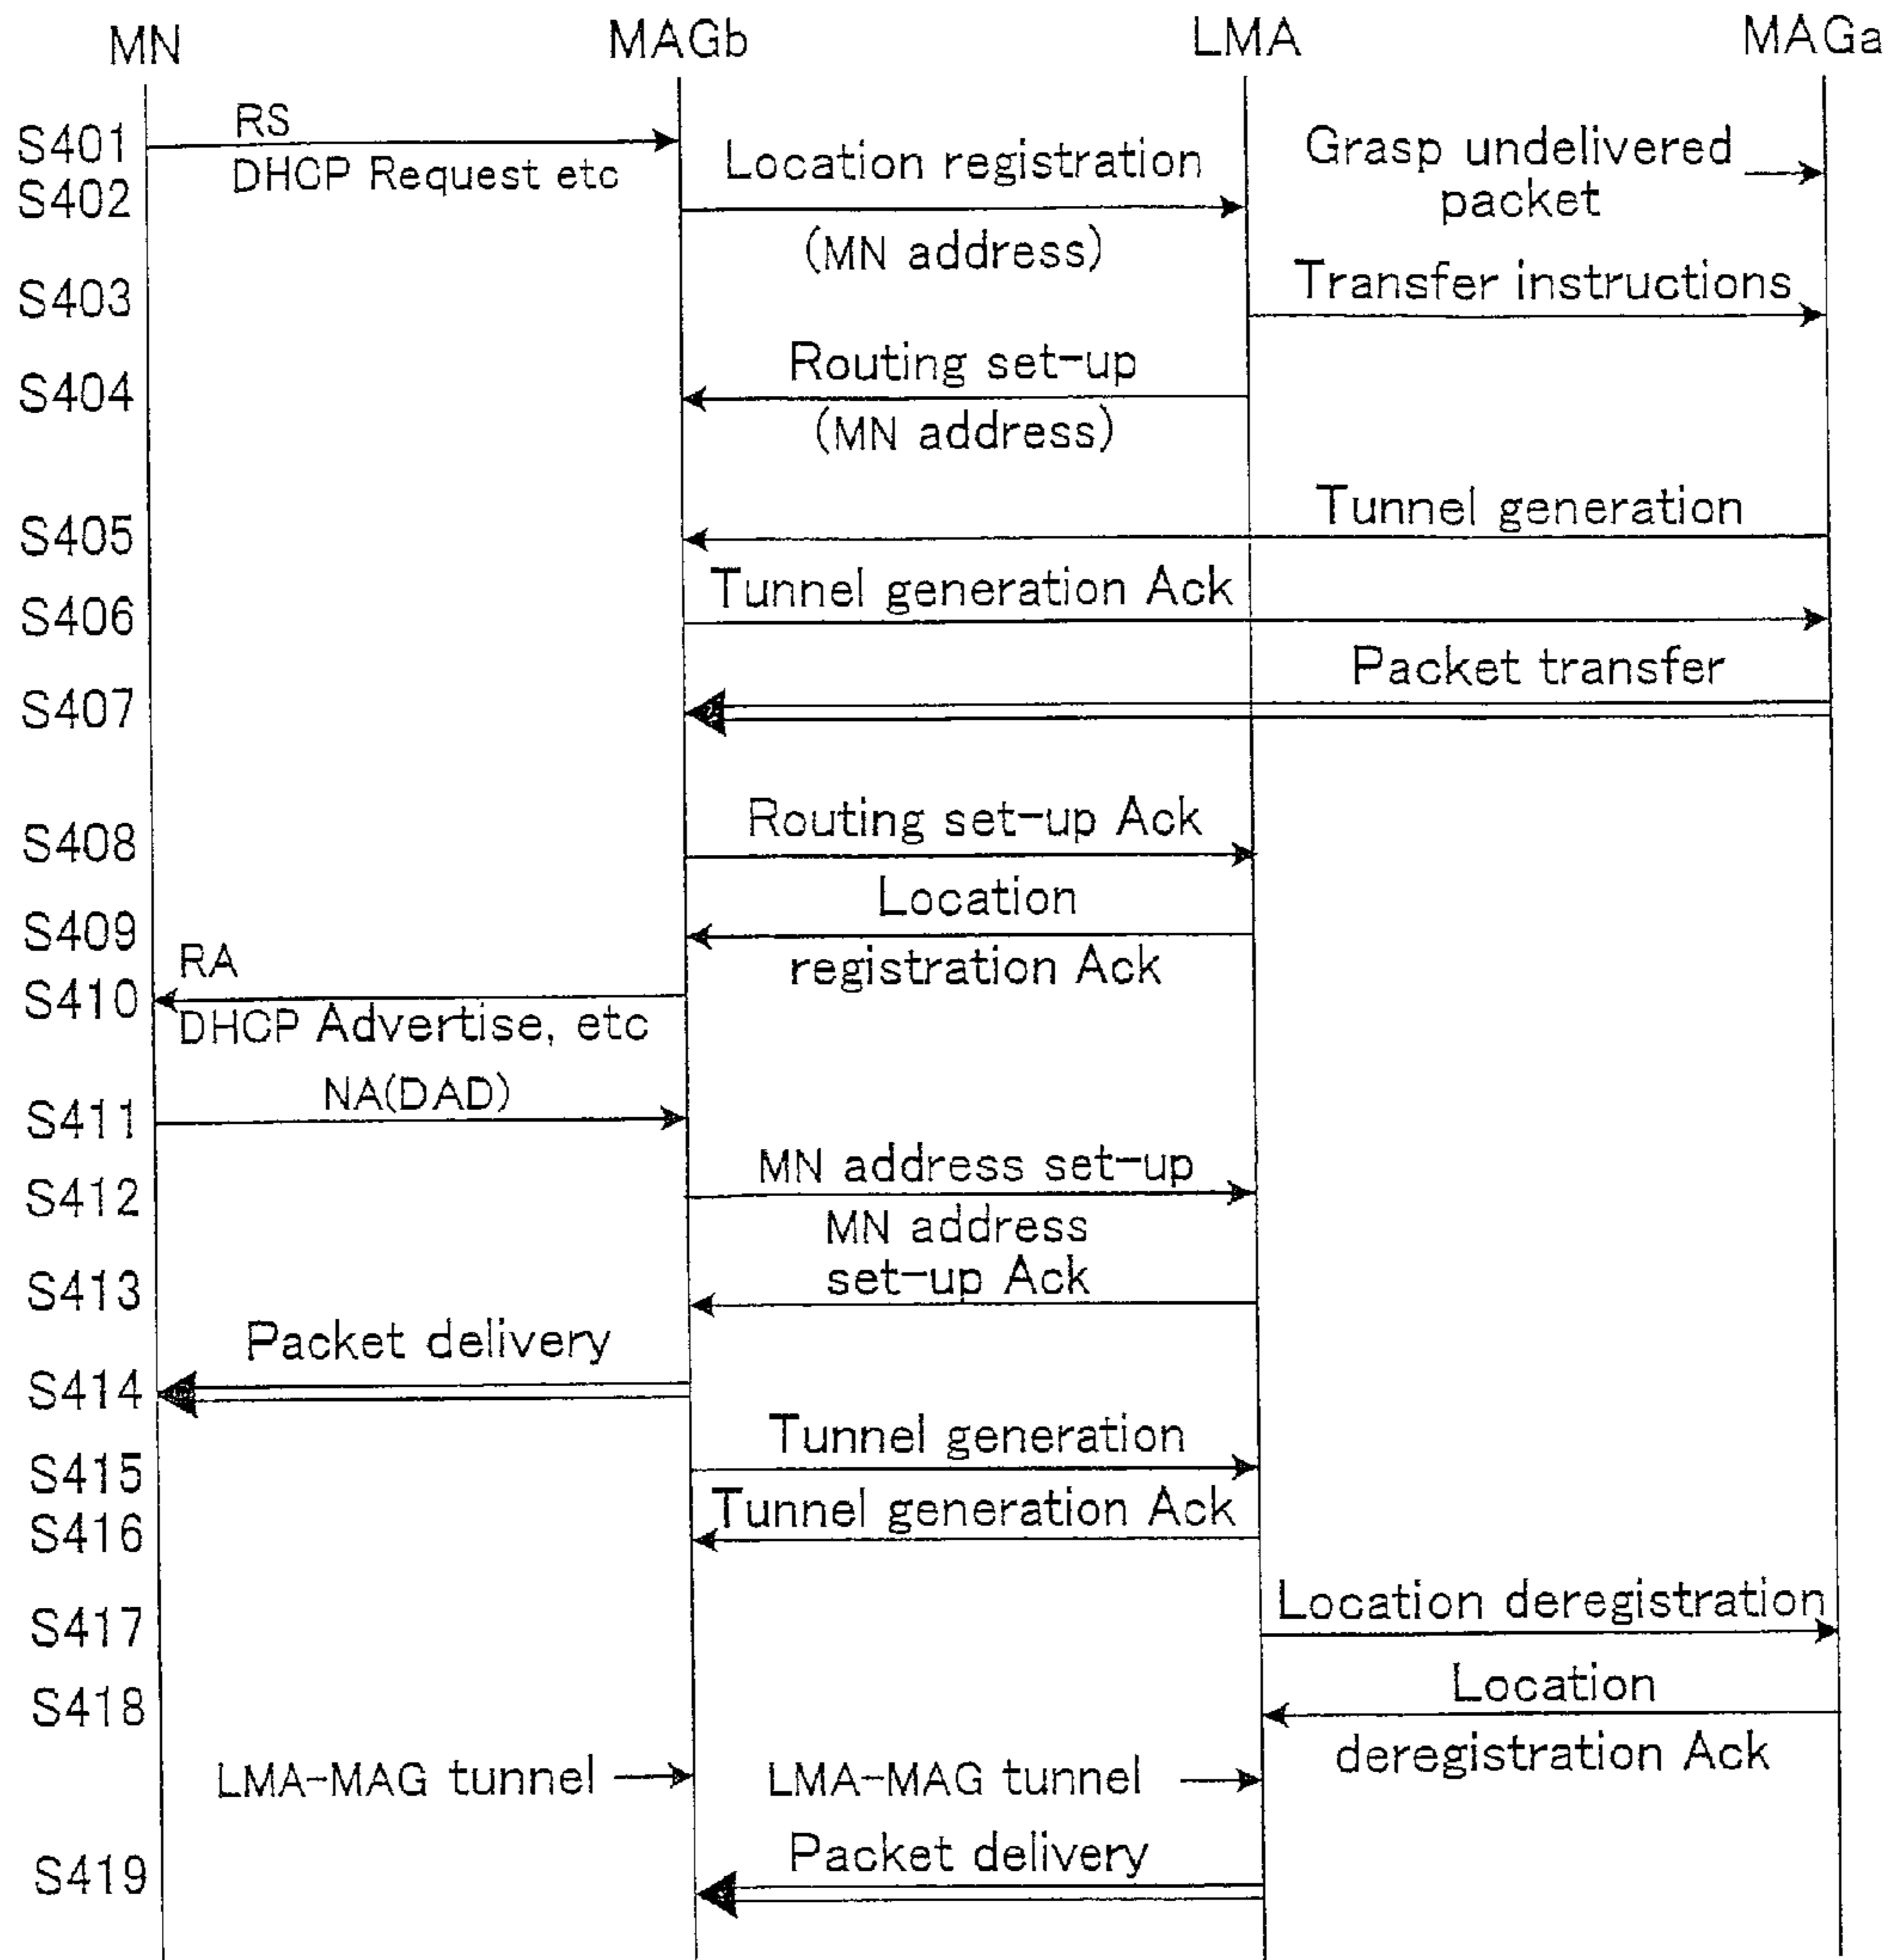 MN MAGb LMA MAGa
S401 RS
DHCP Request etc
Location registration
Grasp undelivered
packet
S402
(MN address)
S403 Transfer instructions
Routing set-up
S404
(MN address)
Tunnel generation
S405
Tunnel generation Ack
S406
Packet transfer
S407
Routing set-up Ack
S408
Location
S409
registration Ack
RA
S410
DHCP Advertise, etc
NA(DAD)
S411
MN address set-up
S412
MN address
set-up Ack
S413
Packet delivery
S414
Tunnel generation
S415
Tunnel generation Ack
S416
Location deregistration
S417
Location
S418
deregistration Ack
LMA-MAG tunnel LMA-MAG tunnel
Packet delivery
S419